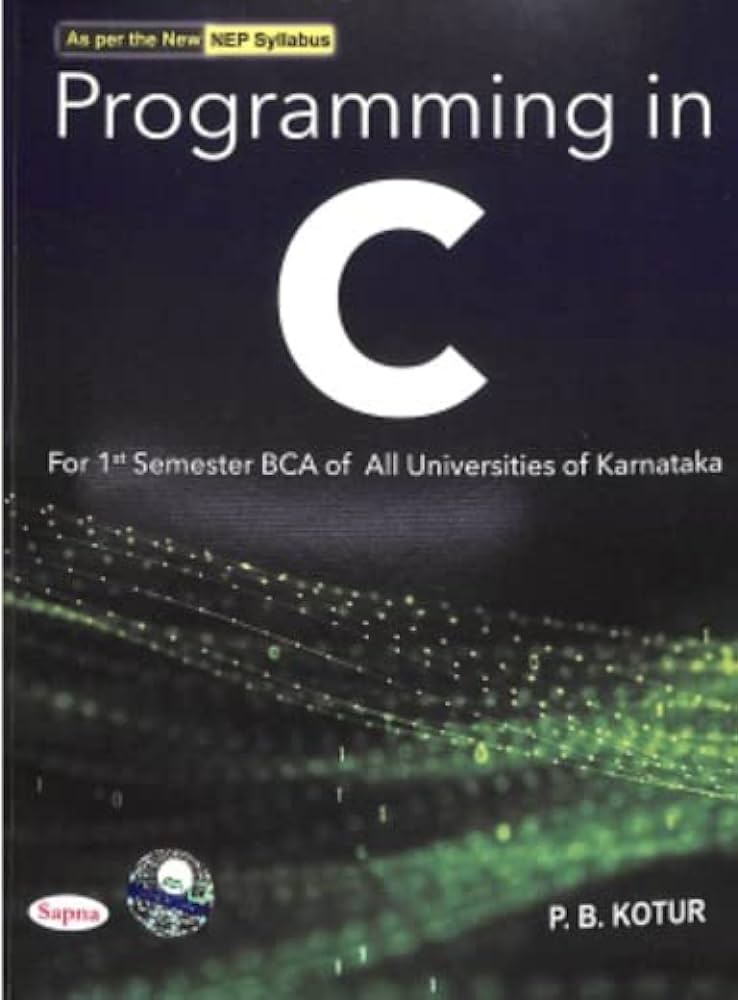 As per the New NEP Syllabus
Programming in
C
For 1st Semester BCA of All Universities of Karnataka
Sapna
P. B. KOTUR